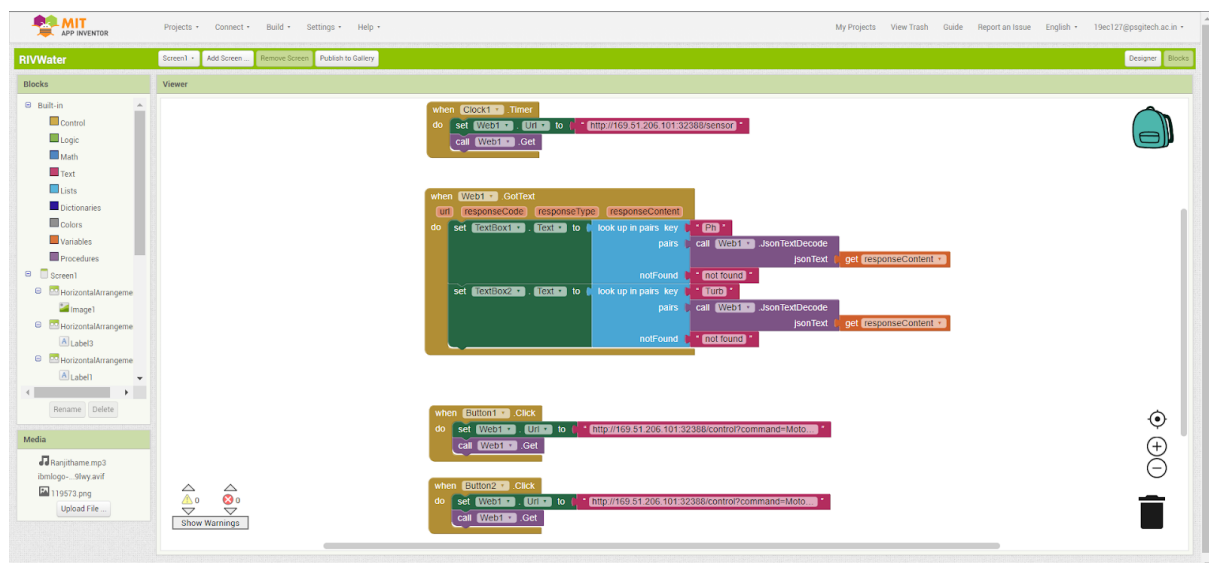 MIT
APP INVENTOR
Projects Connect Build Settings Help My Projects View Trash Guide Report an Issue English 19ec127@psgitech.ac.in
RIVWater Screen1 Add Screen ... Remove Screen Publish to Gallery Designer Blocks
Blocks Viewer
Built-in
Control
Logic
Math
Text
Lists
Dictionaries
Colors
Variables
Procedures
Screen1
HorizontalArrangeme
Image1
HorizontalArrangeme
Label3
HorizontalArrangeme
Label1
Rename Delete
Media
Ranjithame.mp3
ibmlogo-..9lwy.avif
119573.png
Upload File ...
when Clock1 .Timer
do set Web1 . Url to " http://169.51.206.101:32388/sensor "
call Web1 .Get
when Web1 .GotText
url responseCode responseType responseContent
do set TextBox1 . Text to look up in pairs key " Ph "
pairs call Web1 .JsonTextDecode
jsonText get responseContent
notFound " not found "
set TextBox2 . Text to look up in pairs key " Turb "
pairs call Web1 .JsonTextDecode
jsonText get responseContent
notFound " not found "
when Button1 .Click
do set Web1 . Url to " http://169.51.206.101:32388/control?command=Moto... "
call Web1 .Get
when Button2 .Click
do set Web1 . Url to " http://169.51.206.101:32388/control?command=Moto... "
call Web1 .Get
0 0
Show Warnings